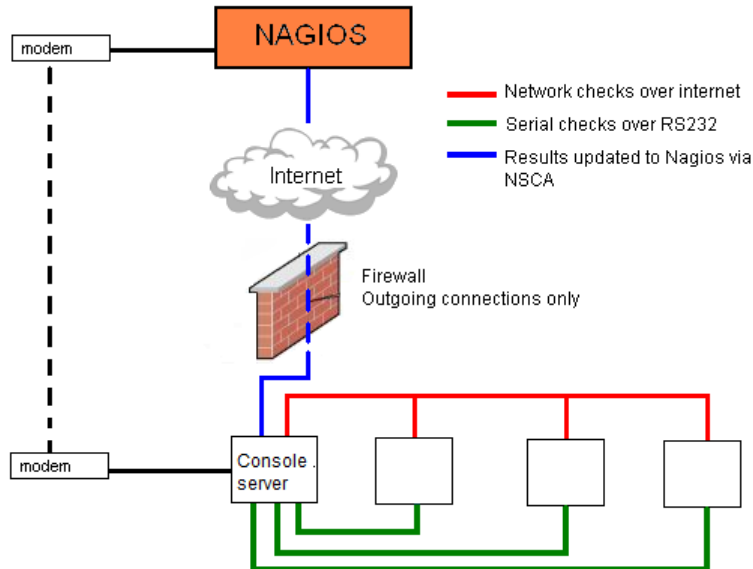 NAGIOS
modem
Network checks over internet
Serial checks over RS232
Results updated to Nagios via
NSCA
Internet
Firewall
Outgoing connections only
modem
Console .
server